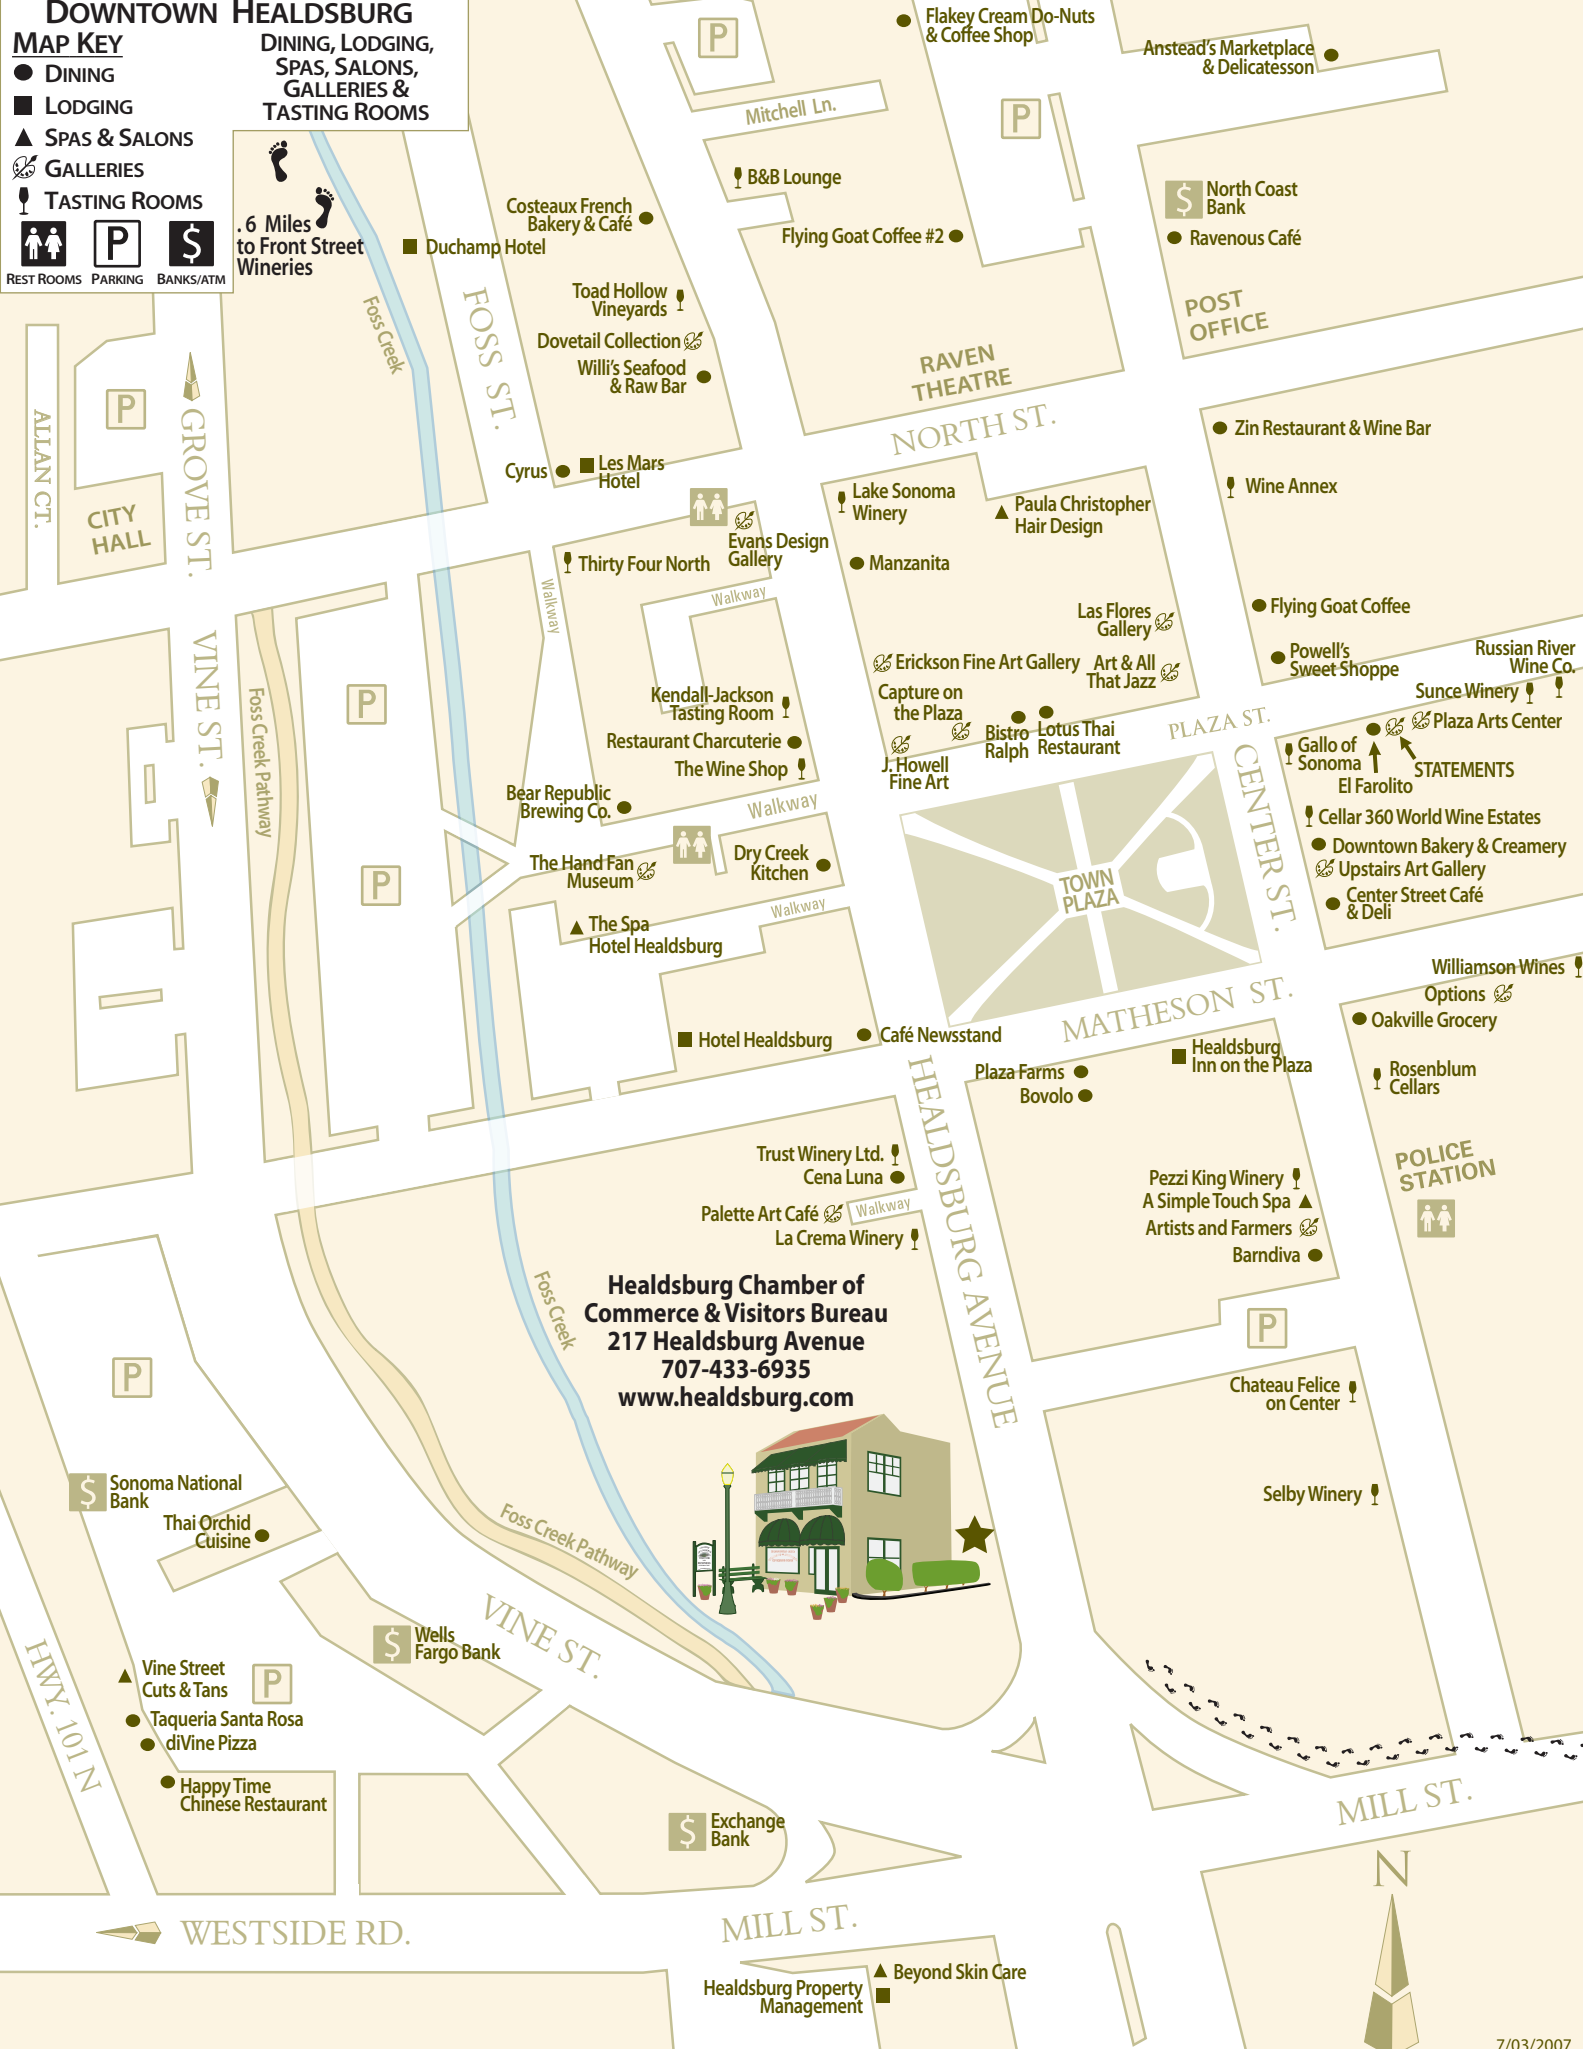 DOWNTOWN HEALDSBURG
MAP KEY
DINING
LODGING
SPAS & SALONS
GALLERIES
TASTING ROOMS
REST ROOMS
P
PARKING
$
BANKS/ATM
DINING, LODGING,
SPAS, SALONS,
GALLERIES &
TASTING ROOMS
.6 Miles
to Front Street
Wineries
P
Flakey Cream Do-Nuts
& Coffee Shop
Anstead's Marketplace
& Delicatesson
Mitchell Ln.
P
B&B Lounge
$
North Coast
Bank
Costeaux French
Bakery & Café
Flying Goat Coffee #2
Ravenous Café
Duchamp Hotel
FOSS ST.
Foss Creek
Toad Hollow
Vineyards
POST
OFFICE
Dovetail Collection
Willi's Seafood
& Raw Bar
RAVEN
THEATRE
NORTH ST.
P
ALLAN CT.
GROVE ST.
CITY
HALL
Zin Restaurant & Wine Bar
Cyrus
Les Mars
Hotel
Lake Sonoma
Winery
Paula Christopher
Hair Design
Wine Annex
Evans Design
Gallery
Thirty Four North
Manzanita
Walkway
Walkway
Las Flores
Gallery
Flying Goat Coffee
VINE ST.
Foss Creek Pathway
P
Erickson Fine Art Gallery
Art & All
That Jazz
Powell's
Sweet Shoppe
Russian River
Wine Co.
Sunce Winery
Kendall-Jackson
Tasting Room
Capture on
the Plaza
Bistro
Ralph
Lotus Thai
Restaurant
PLAZA ST.
Plaza Arts Center
Restaurant Charcuterie
The Wine Shop
J. Howell
Fine Art
CENTER ST.
Gallo of
Sonoma
El Farolito
STATEMENTS
Bear Republic
Brewing Co.
Walkway
Cellar 360 World Wine Estates
Downtown Bakery & Creamery
Upstairs Art Gallery
Center Street Café
& Deli
The Hand Fan
Museum
Dry Creek
Kitchen
TOWN
PLAZA
P
Walkway
The Spa
Hotel Healdsburg
MATHESON ST.
Williamson Wines
Options
Oakville Grocery
Hotel Healdsburg
Café Newsstand
Healdsburg
Inn on the Plaza
Plaza Farms
Bovolo
Rosenblum
Cellars
HEALDSBURG AVENUE
Trust Winery Ltd.
Cena Luna
Palette Art Café
Walkway
La Crema Winery
POLICE
STATION
Pezzi King Winery
A Simple Touch Spa
Artists and Farmers
Barndiva
Foss Creek
Healdsburg Chamber of
Commerce & Visitors Bureau
217 Healdsburg Avenue
707-433-6935
www.healdsburg.com
P
P
Chateau Felice
on Center
Selby Winery
$
Sonoma National
Bank
Thai Orchid
Cuisine
Foss Creek Pathway
VINE ST.
$
Wells
Fargo Bank
HWY. 101 N
Vine Street
Cuts & Tans
P
Taqueria Santa Rosa
diVine Pizza
Happy Time
Chinese Restaurant
$
Exchange
Bank
MILL ST.
N
WESTSIDE RD.
MILL ST.
Beyond Skin Care
Healdsburg Property
Management
7/03/2007